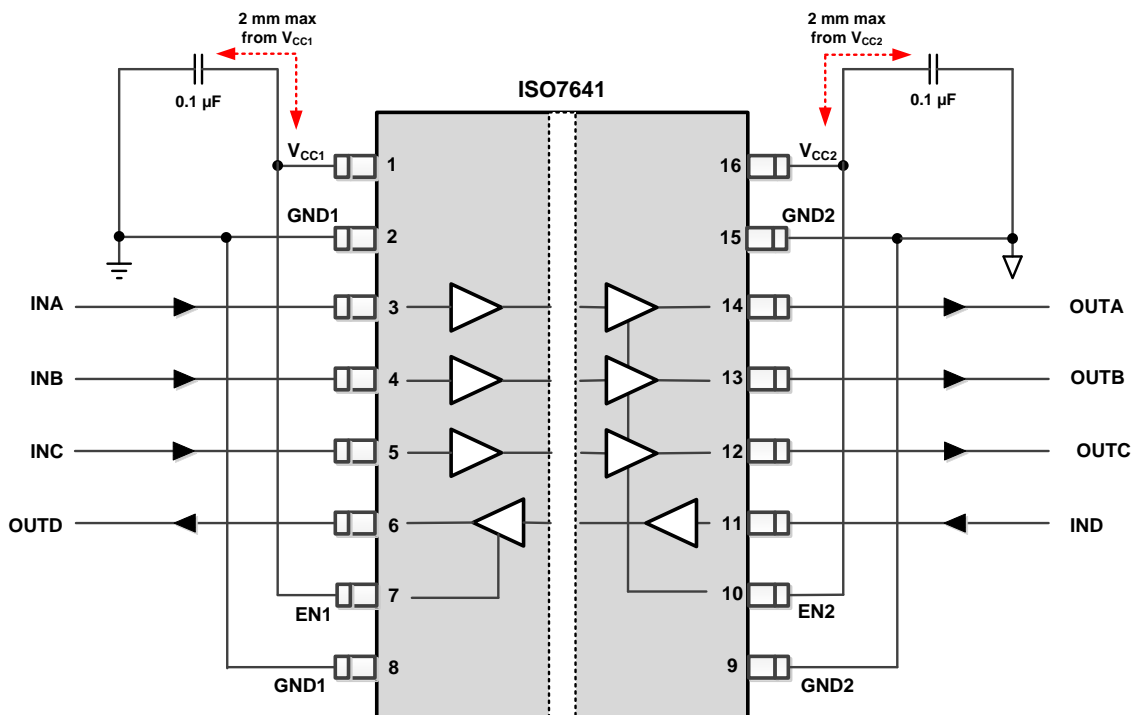 2 mm max
from VCC1
2 mm max
from VCC2
0.1 µF
0.1 µF
ISO7641
VCC1
1
16
VCC2
GND1
2
15
GND2
INA
3
14
OUTA
INB
4
13
OUTB
INC
5
12
OUTC
OUTD
6
11
IND
7
10
EN1
EN2
8
9
GND1
GND2